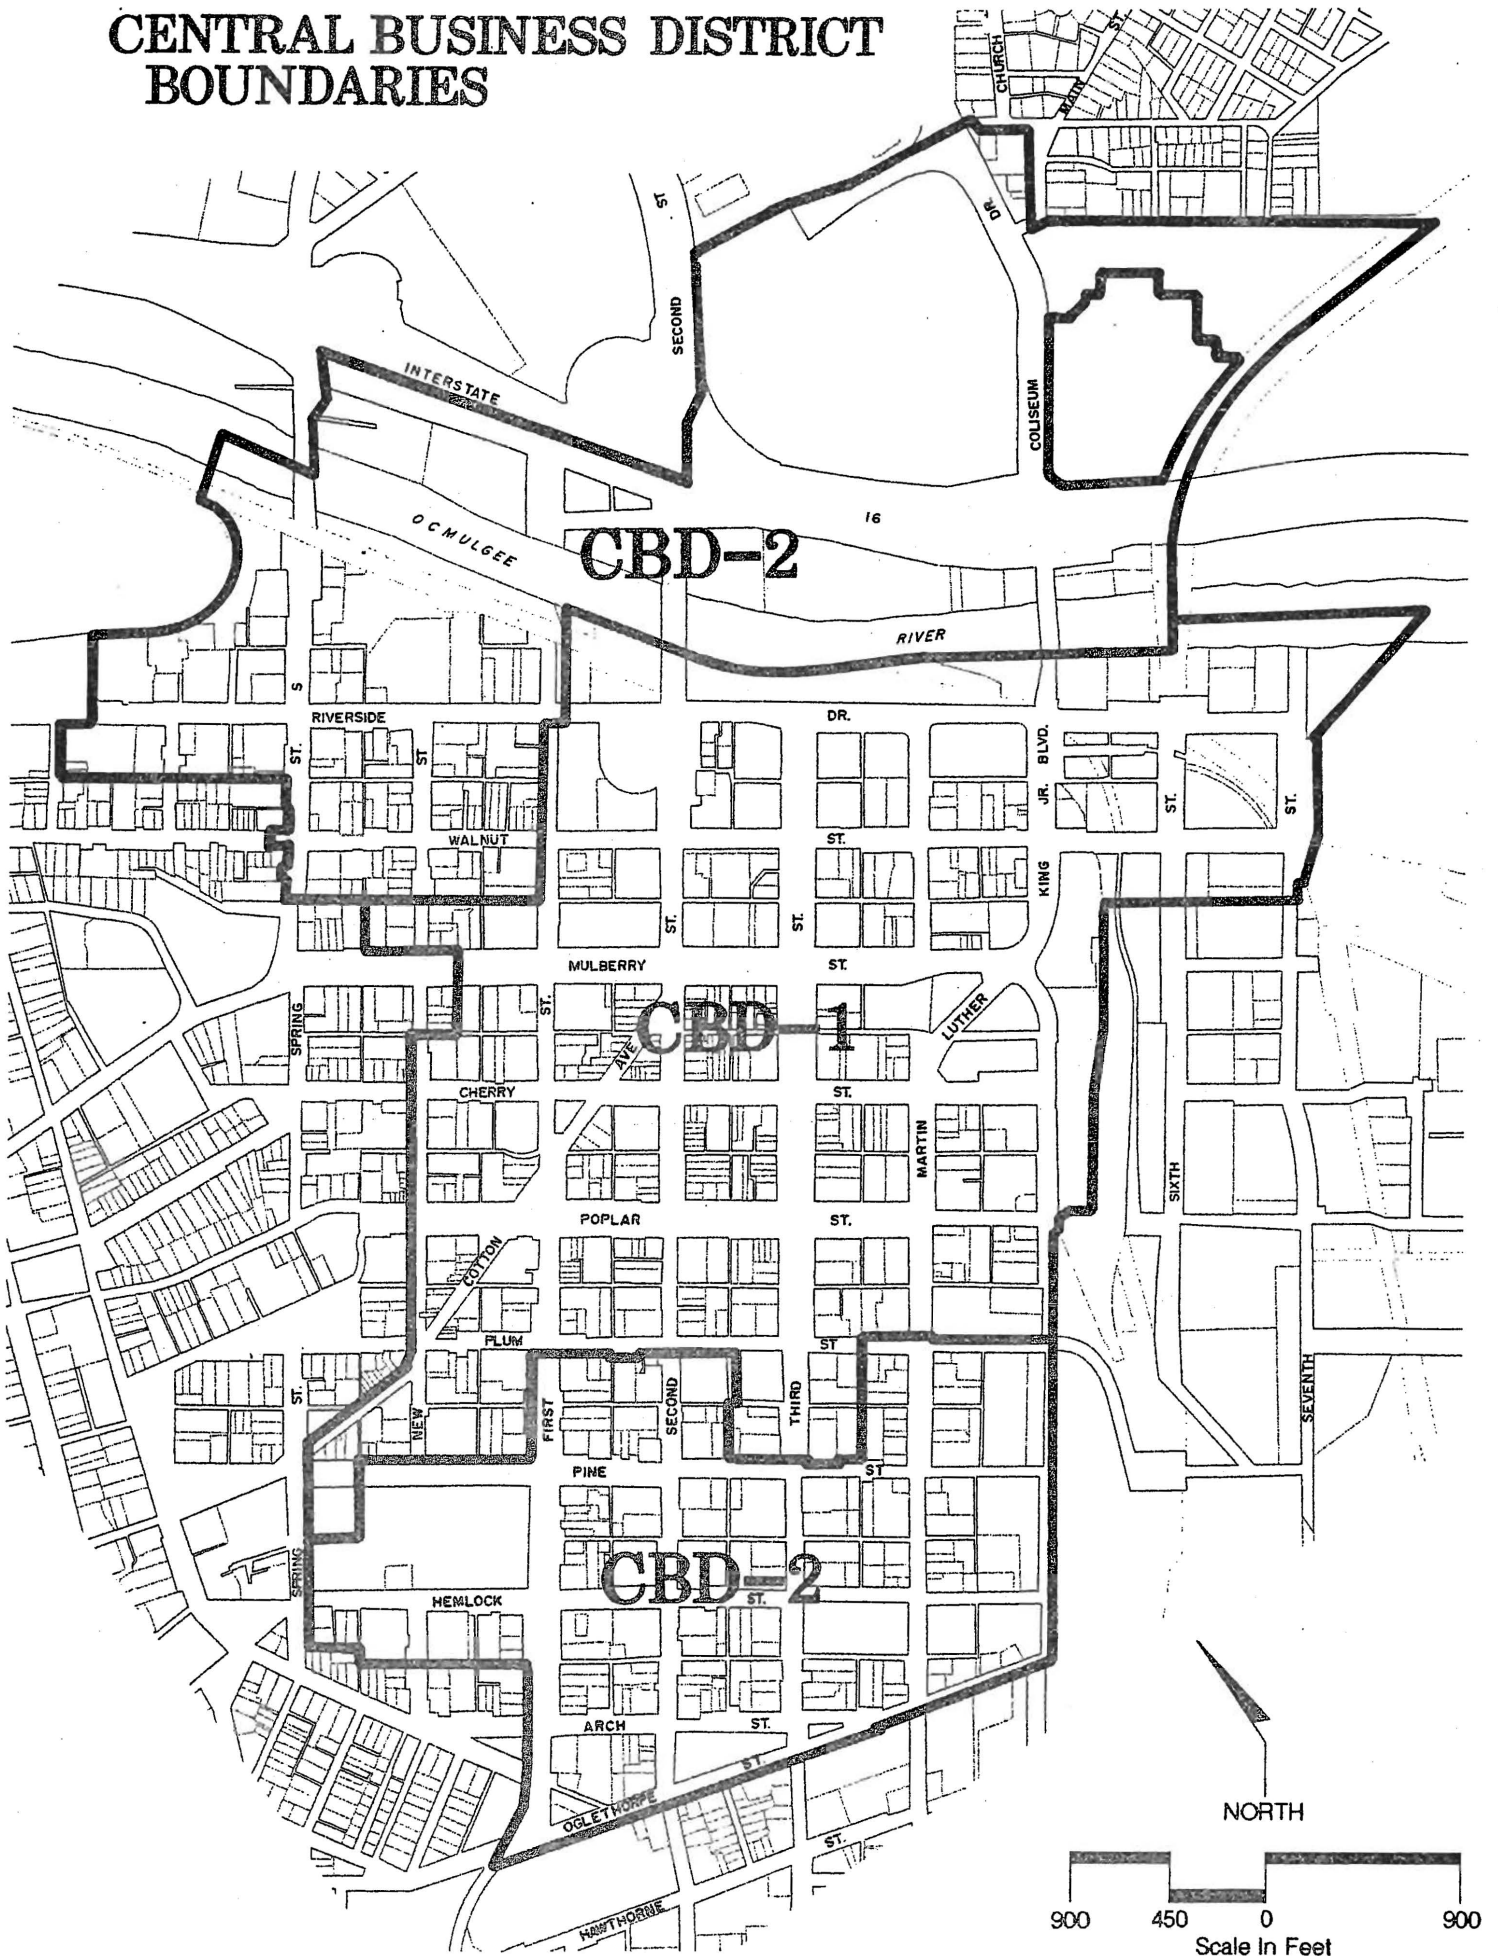 CENTRAL BUSINESS DISTRICT
BOUNDARIES
CHURCH
MAIN
ST
ST
DR.
SECOND
INTERSTATE
COLISEUM
16
OCMULGEE
CBD-2
RIVER
S
RIVERSIDE
DR.
BLVD.
ST.
ST
JR.
ST.
ST.
WALNUT
ST.
KING
ST.
ST.
MULBERRY
ST.
ST.
SPRING
CBD-1
LUTHER
AVE
CHERRY
ST.
MARTIN
SIXTH
POPLAR
ST.
COTTON
PLUM
ST
ST.
NEW
FIRST
SECOND
THIRD
SEVENTH
PINE
ST
SPRING
CBD-2
HEMLOCK
ST.
ARCH
ST.
ST.
OGLETHORPE
ST.
HAWTHORNE
NORTH
900 450 0 900
Scale In Feet